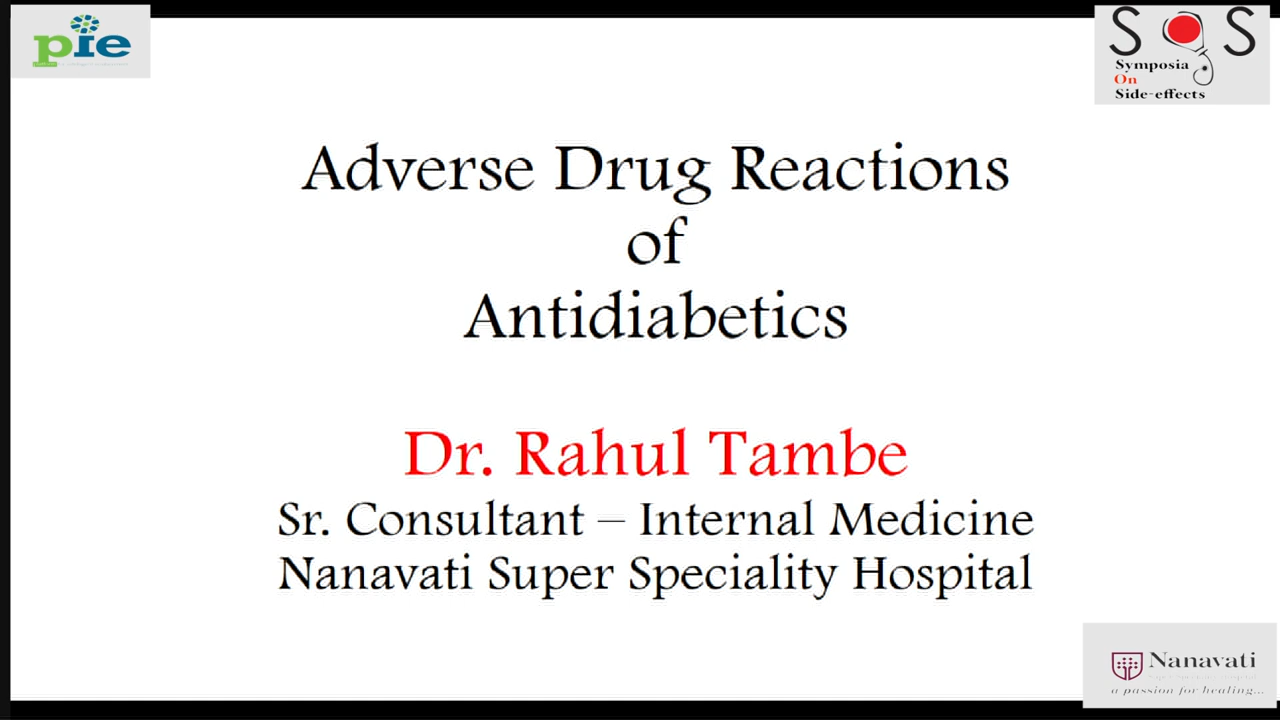 pie
S S
Symposia
On
Side-effects
Adverse Drug Reactions
of
Antidiabetics
Dr. Rahul Tambe
Sr. Consultant – Internal Medicine
Nanavati Super Speciality Hospital
Nanavati
a passion for healing...